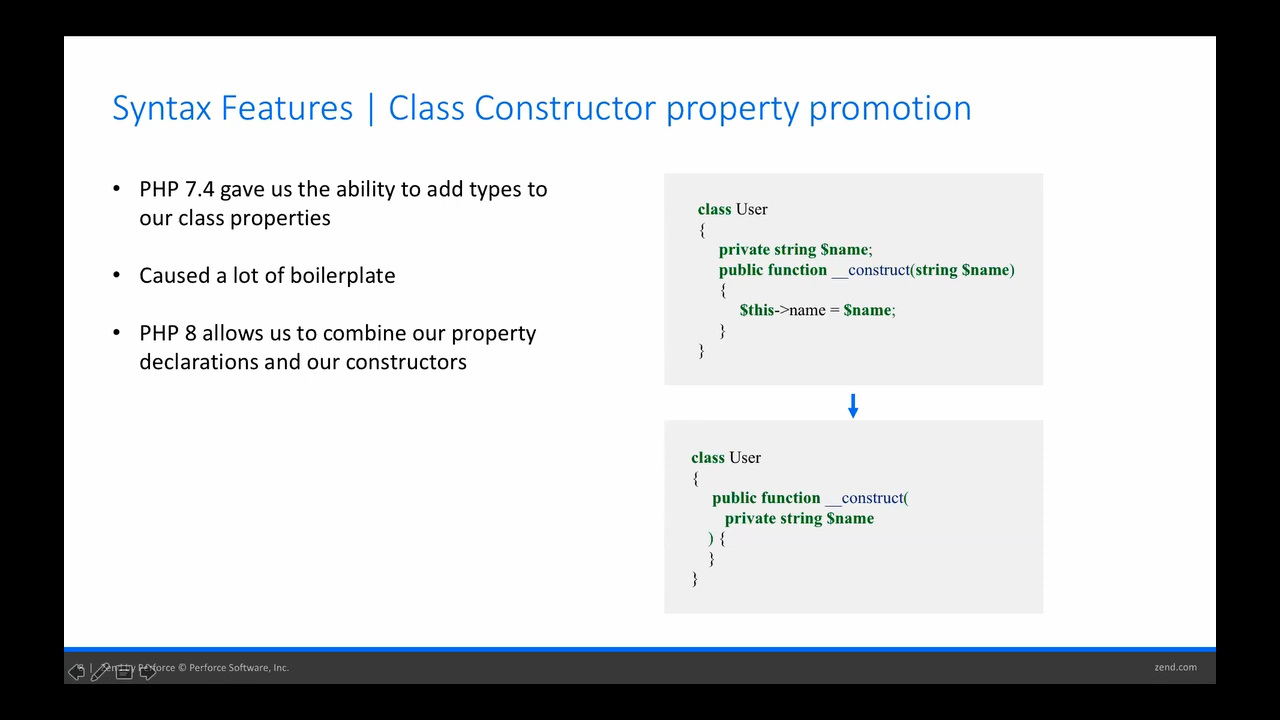 Syntax Features | Class Constructor property promotion
• PHP 7.4 gave us the ability to add types to
our class properties
• Caused a lot of boilerplate
• PHP 8 allows us to combine our property
declarations and our constructors
class User
{
private string $name;
public function __construct(string $name)
{
$this->name = $name;
}
}
class User
{
public function __construct(
private string $name
) {
}
}
| Zend by Perforce © Perforce Software, Inc.
zend.com